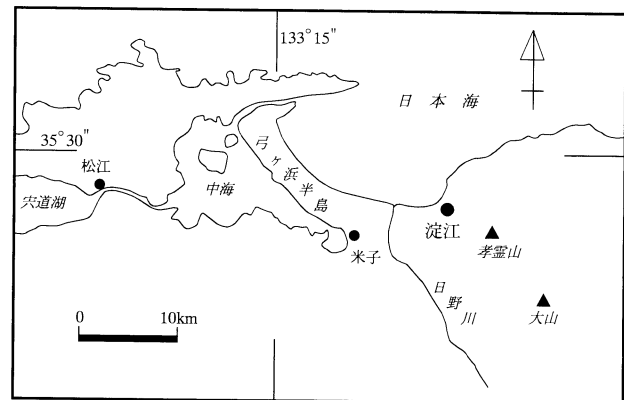 133°15"
日本海
35°30"
松江
弓ヶ浜半島
宍道湖
中海
淀江
孝霊山
米子
日野川
大山
0 10km